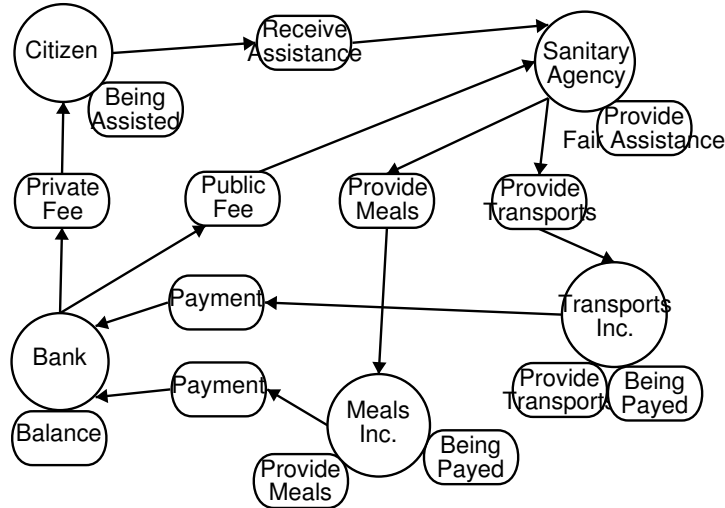 Citizen
Receive
Assistance
Sanitary
Agency
Being
Assisted
Provide
Fair Assistance
Private
Fee
Public
Fee
Provide
Meals
Provide
Transports
Payment
Transports
Inc.
Bank
Payment
Provide
Transports
Being
Payed
Balance
Meals
Inc.
Being
Payed
Provide
Meals